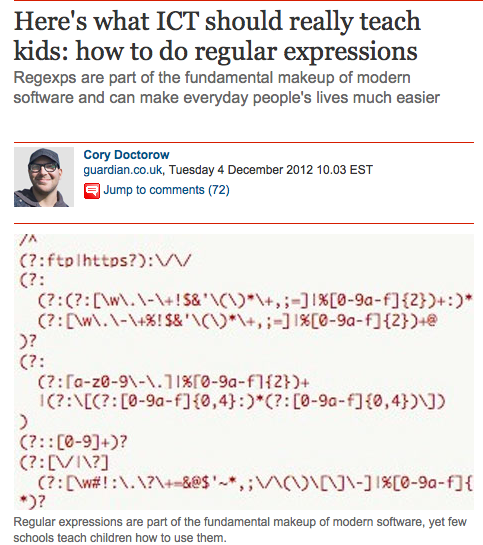 Here's what ICT should really teach
kids: how to do regular expressions
Regexps are part of the fundamental makeup of modern
software and can make everyday people's lives much easier
Cory Doctorow
guardian.co.uk, Tuesday 4 December 2012 10.03 EST
Jump to comments (72)
/^
(?:ftp|https?):\/\/
(?:
(?:(?:[\w\.\-\+!$&'\(\)*\+,;=]|%[0-9a-f]{2})+:)*
(?:[\w\.\-\+%!$&'\(\)*\+,;=]|%[0-9a-f]{2})+@
)?
(?:
(?:[a-z0-9\-\.]|%[0-9a-f]{2})+
|(?:\[(?:[0-9a-f]{0,4}:)*(?:[0-9a-f]{0,4})\])
)
(?::[0-9]+)?
(?:[\/|\?]
(?:[\w#!:\.\?\+=&@$'~*,;\/\(\)\[\]\-]|%[0-9a-f]{
*)?
Regular expressions are part of the fundamental makeup of modern software, yet few
schools teach children how to use them.